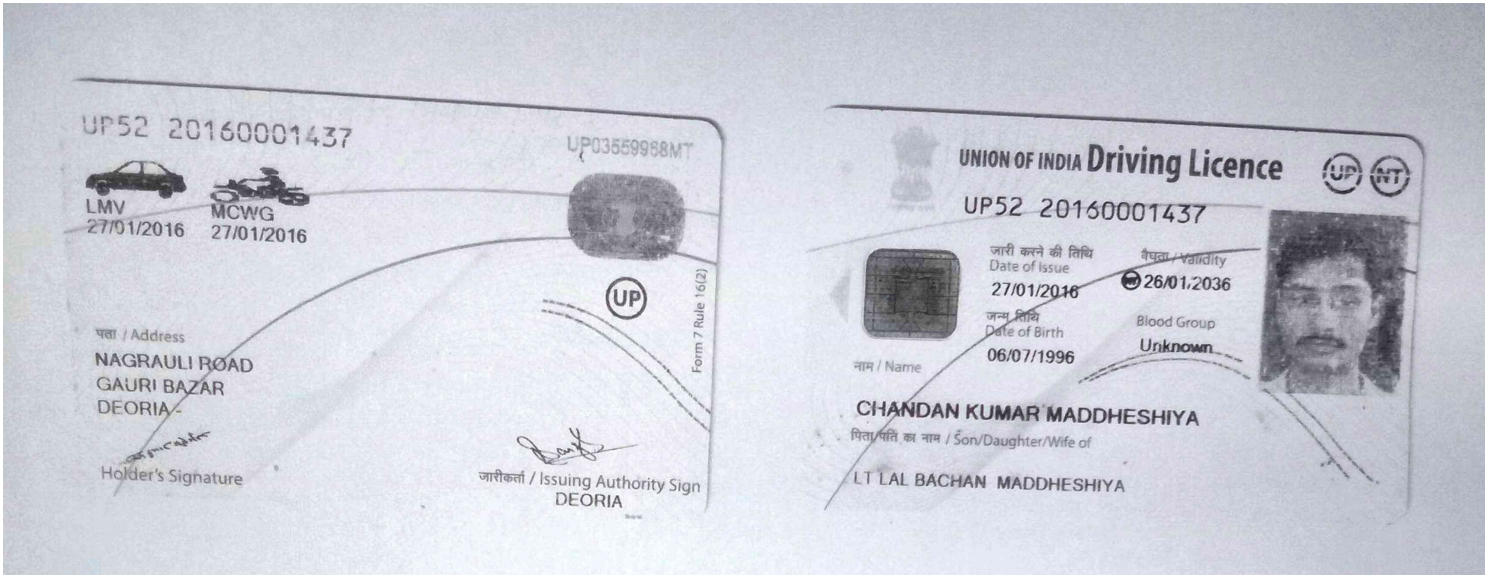 UP52 20160001437
UP03559968MT
LMV
27/01/2016
MCWG
27/01/2016
UP
Form 7 Rule 16(2)
पता / Address
NAGRAULI ROAD
GAURI BAZAR
DEORIA -
Holder's Signature
जारीकर्ता / Issuing Authority Sign
DEORIA
UNION OF INDIA Driving Licence
UP NT
UP52 20160001437
जारी करने की तिथि
Date of Issue
27/01/2016
वैधता / Validity
26/01/2036
जन्म तिथि
Date of Birth
06/07/1996
Blood Group
Unknown
नाम / Name
CHANDAN KUMAR MADDHESHIYA
पिता/पति का नाम / Son/Daughter/Wife of
LT LAL BACHAN MADDHESHIYA